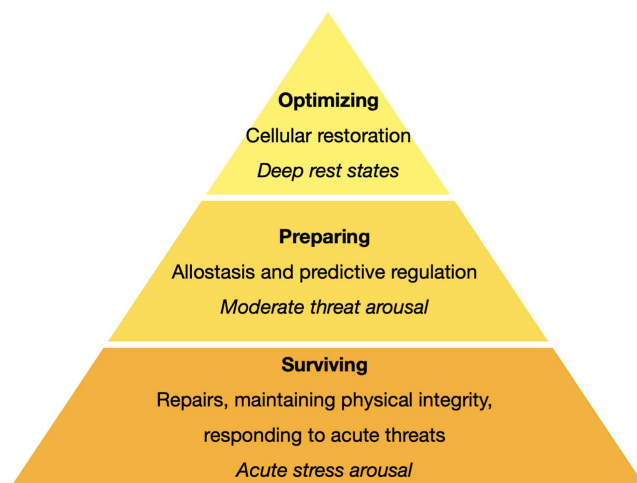 Optimizing
Cellular restoration
Deep rest states
Preparing
Allostasis and predictive regulation
Moderate threat arousal
Surviving
Repairs, maintaining physical integrity,
responding to acute threats
Acute stress arousal